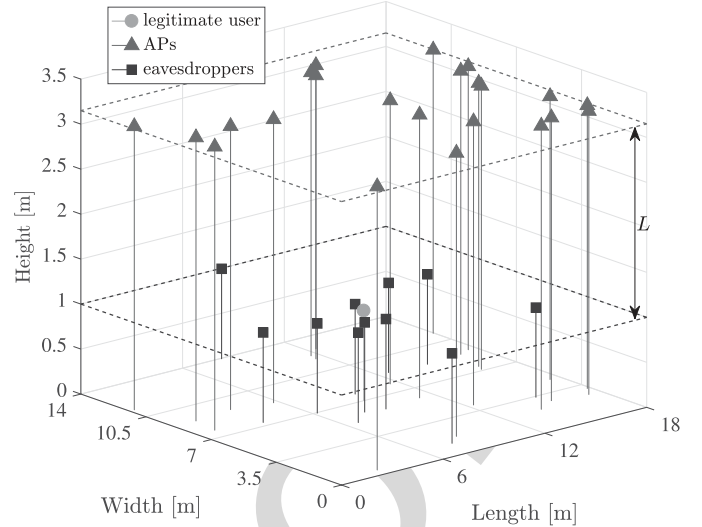 legitimate user
APs
eavesdroppers
3.5
3
2.5
2
1.5
1
0.5
0
Height [m]
L
14
10.5
7
3.5
0
Width [m]
0
6
12
18
Length [m]